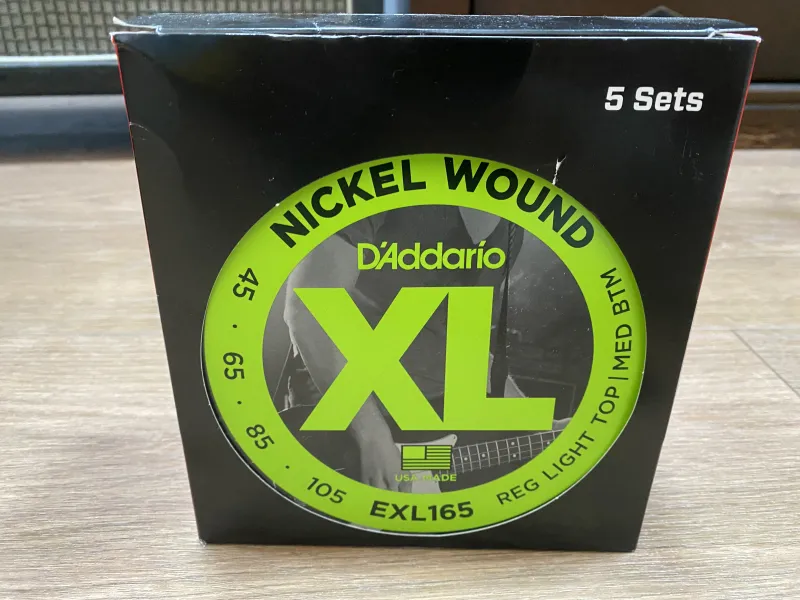 5 Sets
NICKEL WOUND
D'Addario
XL
USA MADE
45 · 65 · 85 · 105
EXL165
REG LIGHT TOP | MED BTM